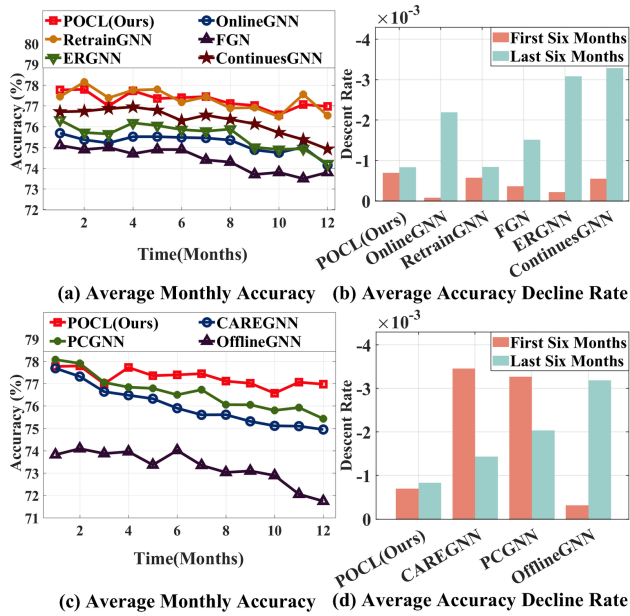 POCL(Ours)
OnlineGNN
RetrainGNN
FGN
ERGNN
ContinuesGNN
Accuracy (%)
80
79
78
77
76
75
74
73
72
2 4 6 8 10 12
Time(Months)
(a) Average Monthly Accuracy
×10⁻³
First Six Months
Last Six Months
Descent Rate
-4
-3
-2
-1
0
POCL(Ours)
OnlineGNN
RetrainGNN
FGN
ERGNN
ContinuesGNN
(b) Average Accuracy Decline Rate
POCL(Ours)
CAREGNN
PCGNN
OfflineGNN
Accuracy (%)
79
78
77
76
75
74
73
72
71
2 4 6 8 10 12
Time(Months)
(c) Average Monthly Accuracy
×10⁻³
First Six Months
Last Six Months
Descent Rate
-4
-3
-2
-1
0
POCL(Ours)
CAREGNN
PCGNN
OfflineGNN
(d) Average Accuracy Decline Rate